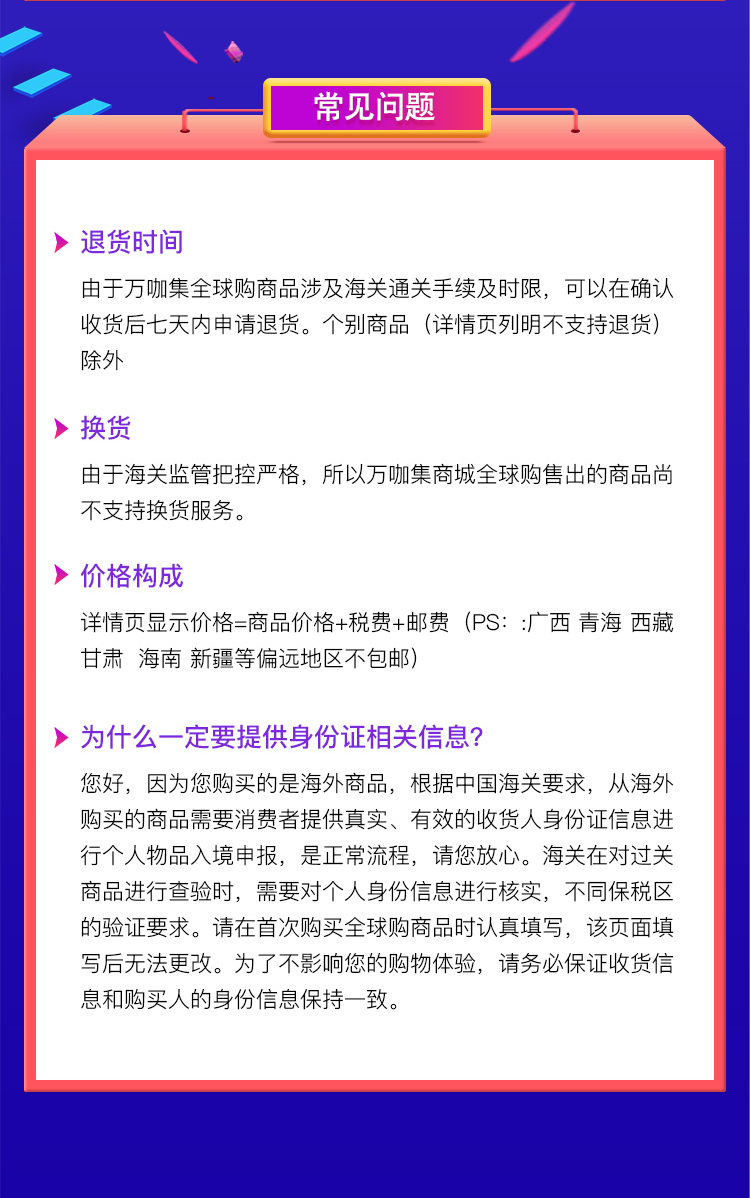 常见问题
退货时间
由于万咖集全球购商品涉及海关通关手续及时限，可以在确认
收货后七天内申请退货。个别商品（详情页列明不支持退货）
除外
换货
由于海关监管把控严格，所以万咖集商城全球购售出的商品尚
不支持换货服务。
价格构成
详情页显示价格=商品价格+税费+邮费（PS：:广西 青海 西藏
甘肃  海南 新疆等偏远地区不包邮）
为什么一定要提供身份证相关信息？
您好，因为您购买的是海外商品，根据中国海关要求，从海外
购买的商品需要消费者提供真实、有效的收货人身份证信息进
行个人物品入境申报，是正常流程，请您放心。海关在对过关
商品进行查验时，需要对个人身份信息进行核实，不同保税区
的验证要求。请在首次购买全球购商品时认真填写，该页面填
写后无法更改。为了不影响您的购物体验，请务必保证收货信
息和购买人的身份信息保持一致。